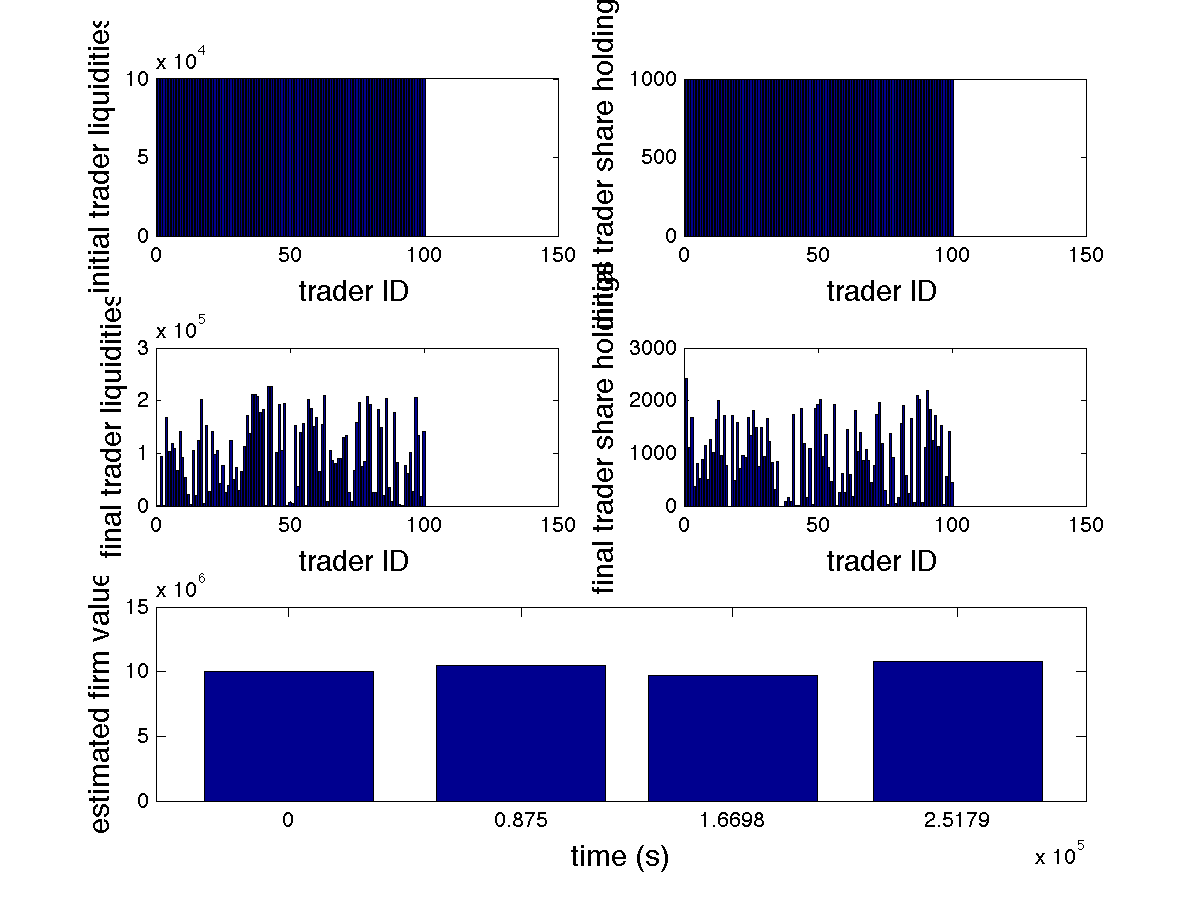 initial trader liquidities
x 10^4
10
5
0
0 50 100 150
trader ID
trader share holding
1000
500
0
0 50 100 150
trader ID
final trader liquidities
x 10^5
3
2
1
0
0 50 100 150
trader ID
final trader share holdings
3000
2000
1000
0
0 50 100 150
trader ID
estimated firm value
x 10^6
15
10
5
0
0 0.875 1.6698 2.5179
time (s)
x 10^5